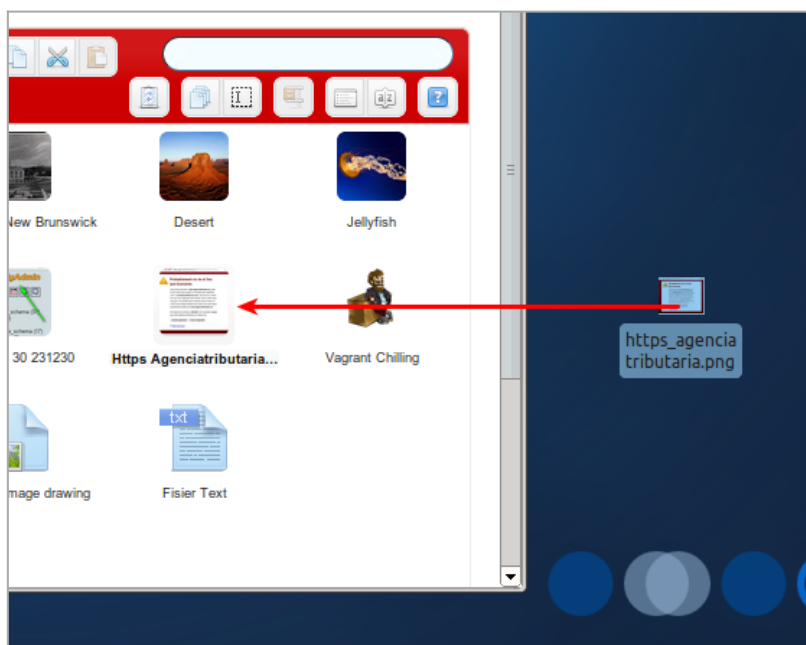 a z
?
New Brunswick
Desert
Jellyfish
30 231230
Https Agenciatributaria...
Vagrant Chilling
https_agencia
tributaria.png
txt
mage drawing
Fisier Text